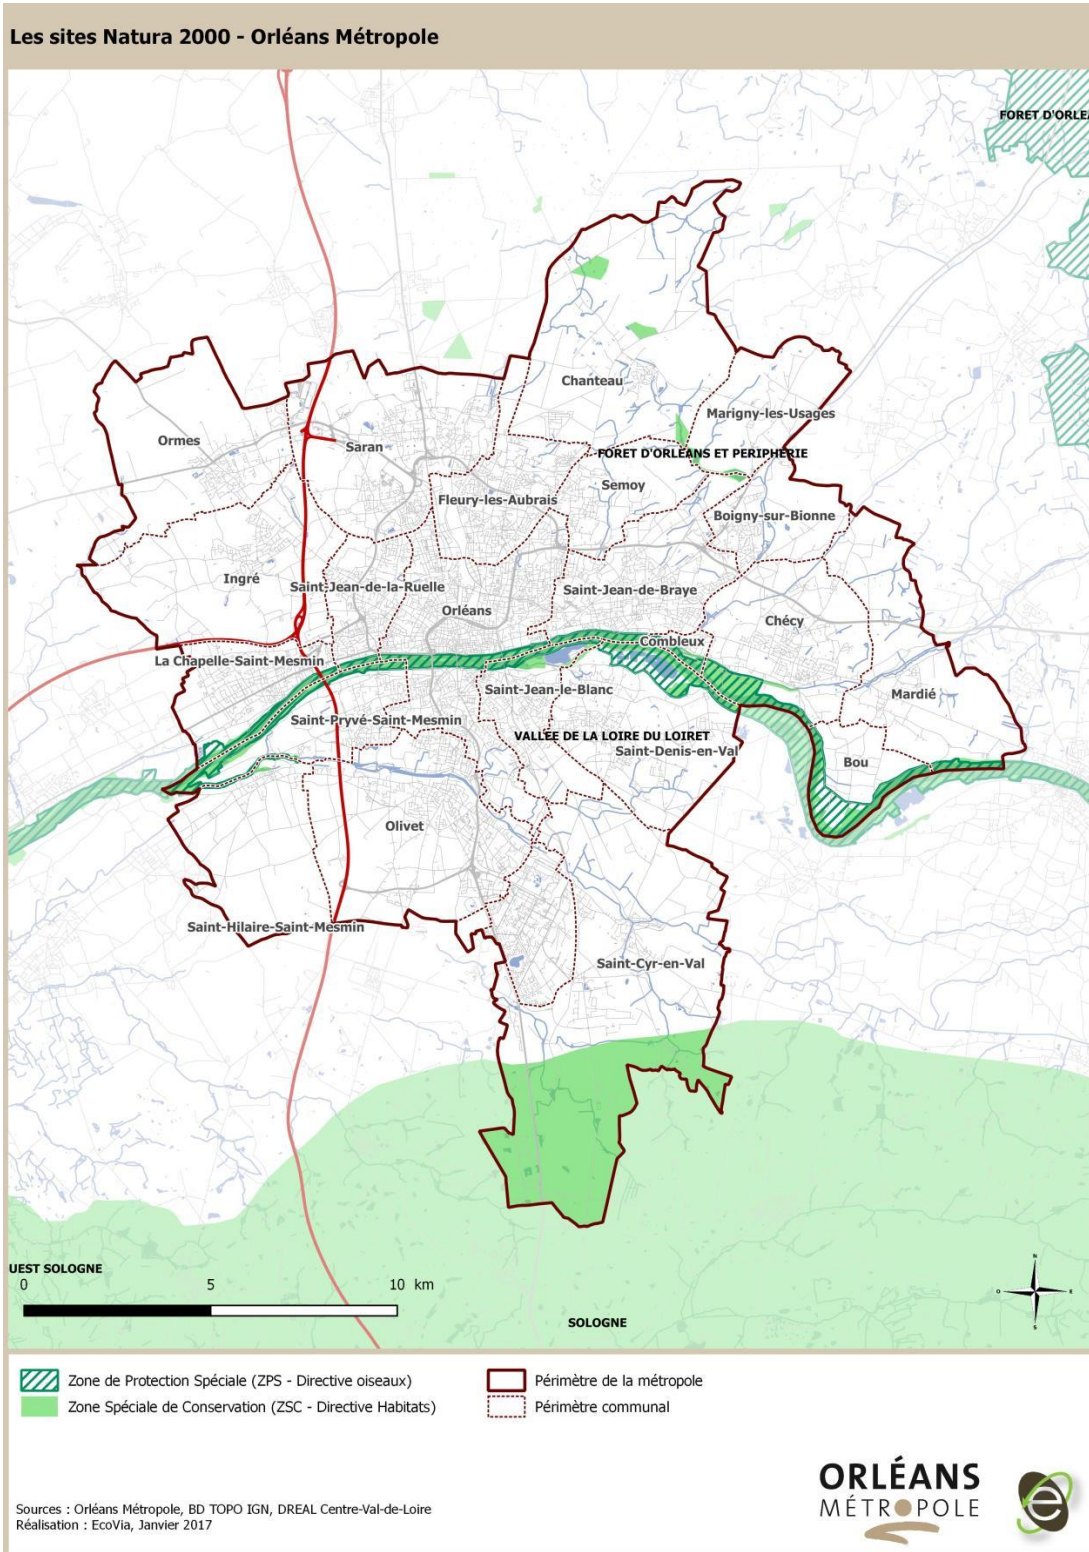 Les sites Natura 2000 - Orléans Métropole
FORET D'ORLEA
Chanteau
Marigny-les-Usages
Ormes
Saran
FORET D'ORLEANS ET PERIPHERIE
Semoy
Fleury-les-Aubrais
Boigny-sur-Bionne
Ingré
Saint-Jean-de-la-Ruelle
Saint-Jean-de-Braye
Orléans
Chécy
Combleux
La Chapelle-Saint-Mesmin
Saint-Jean-le-Blanc
Mardié
Saint-Pryvé-Saint-Mesmin
VALLEE DE LA LOIRE DU LOIRET
Saint-Denis-en-Val
Bou
Olivet
Saint-Hilaire-Saint-Mesmin
Saint-Cyr-en-Val
UEST SOLOGNE
0 5 10 km
SOLOGNE
N
O E
S
Zone de Protection Spéciale (ZPS - Directive oiseaux)
Zone Spéciale de Conservation (ZSC - Directive Habitats)
Périmètre de la métropole
Périmètre communal
Sources : Orléans Métropole, BD TOPO IGN, DREAL Centre-Val-de-Loire
Réalisation : EcoVia, Janvier 2017
ORLÉANS
MÉTROPOLE
e